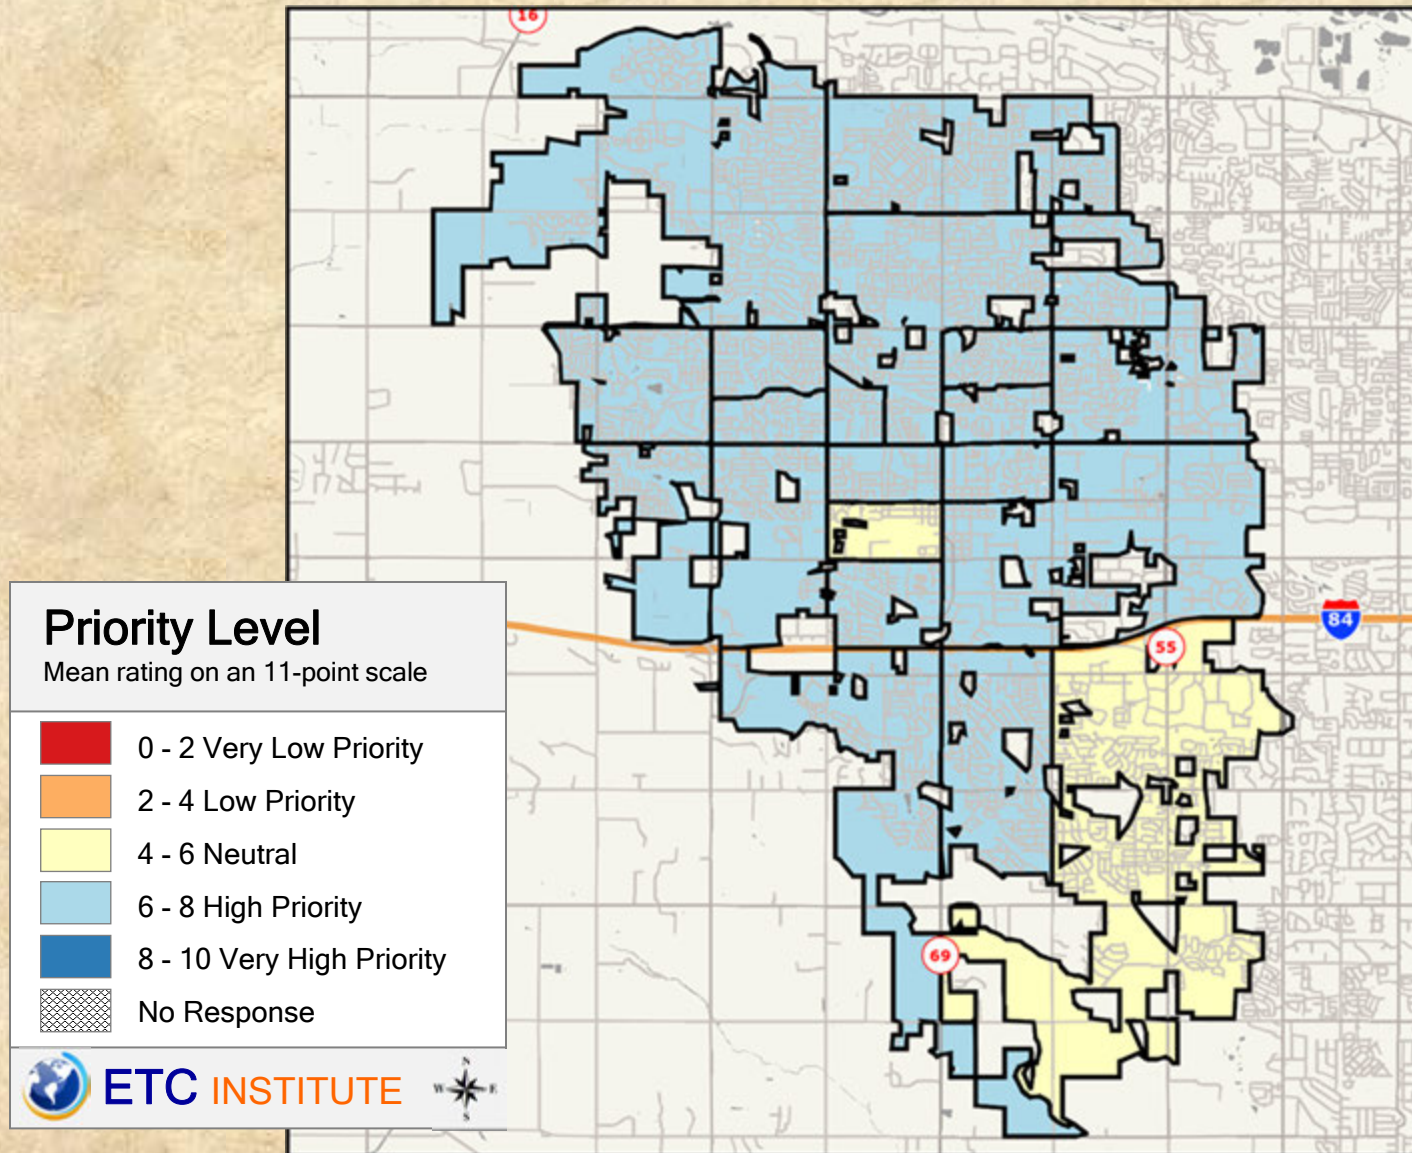 16
84
55
69
Priority Level
Mean rating on an 11-point scale
0 - 2 Very Low Priority
2 - 4 Low Priority
4 - 6 Neutral
6 - 8 High Priority
8 - 10 Very High Priority
No Response
ETC INSTITUTE
N
W E
S